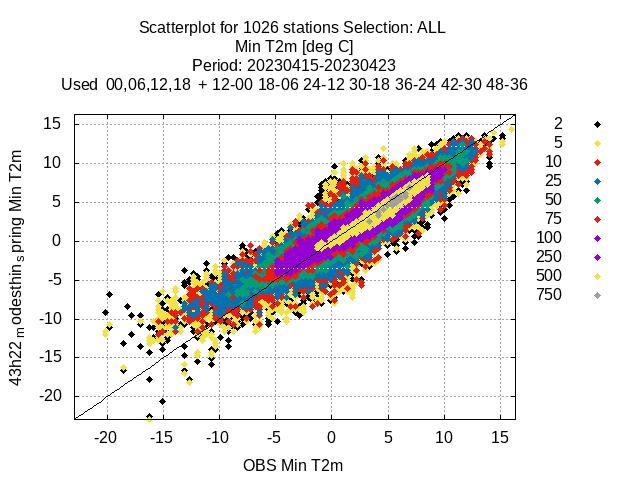 Scatterplot for 1026 stations Selection: ALL
Min T2m [deg C]
Period: 20230415-20230423
Used  00,06,12,18  + 12-00 18-06 24-12 30-18 36-24 42-30 48-36
43h22 modesthin spring Min T2m
15
10
5
0
-5
-10
-15
-20
-20 -15 -10 -5 0 5 10 15
OBS Min T2m
2
5
10
25
50
75
100
250
500
750